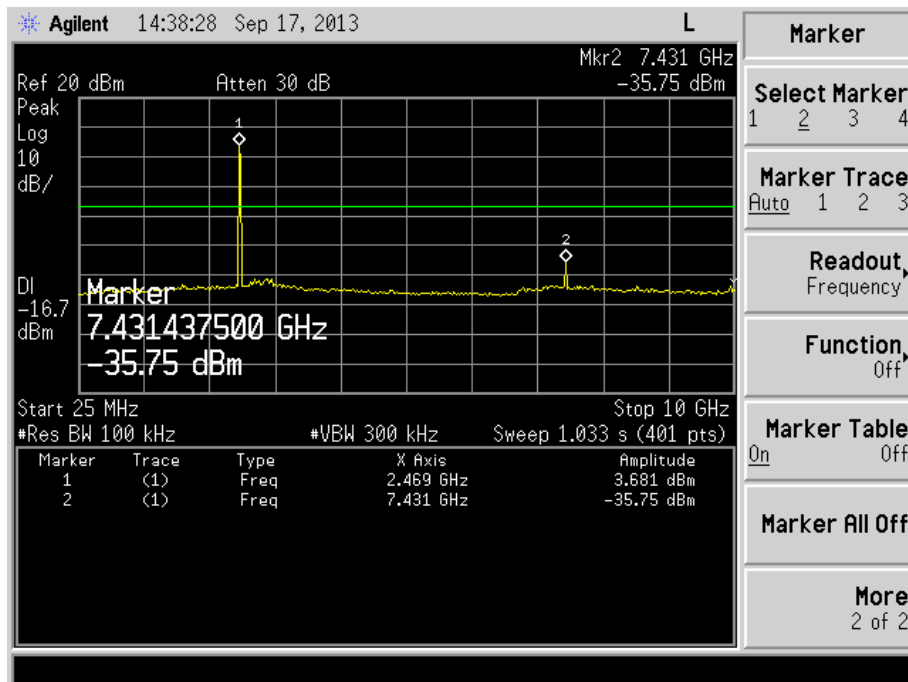 Agilent 14:38:28 Sep 17, 2013 L
Mkr2 7.431 GHz
Ref 20 dBm Atten 30 dB -35.75 dBm
Peak
Log
10
dB/
1
2
DI
-16.7
dBm
Marker
7.431437500 GHz
-35.75 dBm
Start 25 MHz Stop 10 GHz
#Res BW 100 kHz #VBW 300 kHz Sweep 1.033 s (401 pts)
Marker Trace Type X Axis Amplitude
1 (1) Freq 2.469 GHz 3.681 dBm
2 (1) Freq 7.431 GHz -35.75 dBm
Marker
Select Marker
1 2 3 4
Marker Trace
Auto 1 2 3
Readout
Frequency
Function
Off
Marker Table
On Off
Marker All Off
More
2 of 2